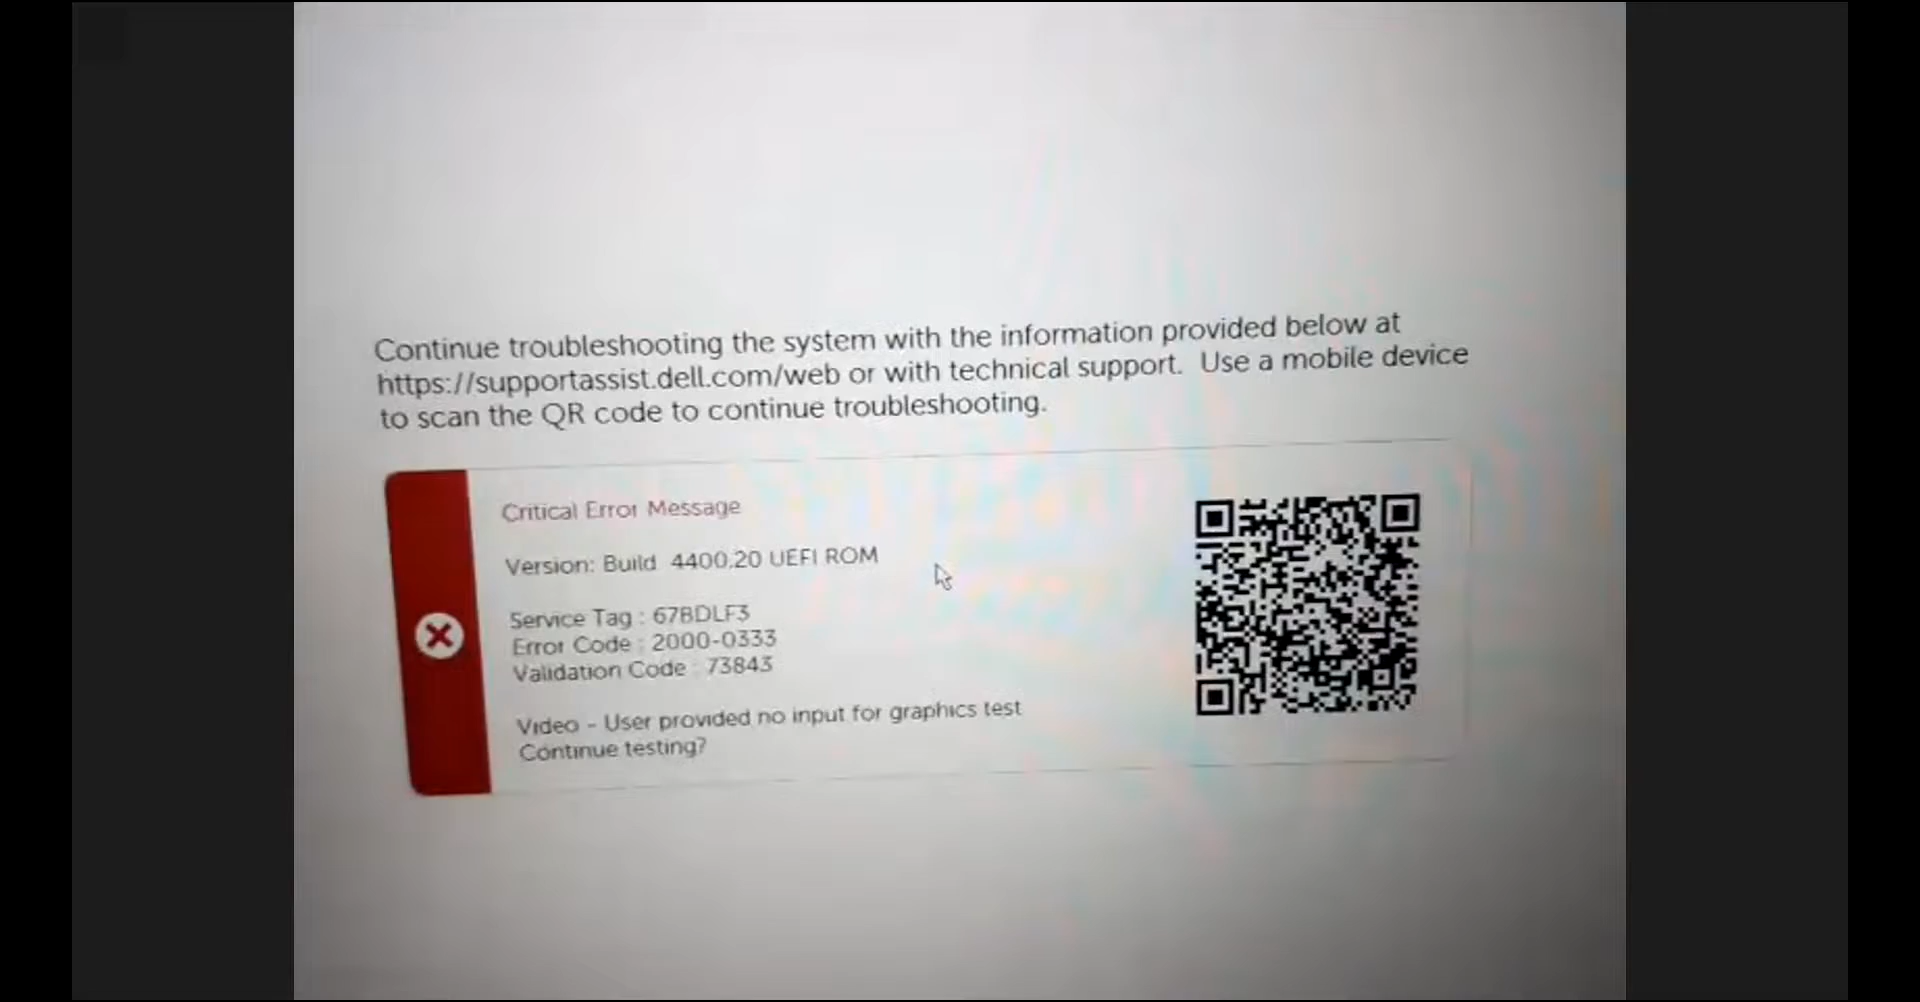 Continue troubleshooting the system with the information provided below at
https://supportassist.dell.com/web or with technical support. Use a mobile device
to scan the QR code to continue troubleshooting.
Critical Error Message
Version: Build 4400.20 UEFI ROM
Service Tag : 67BDLF3
Error Code : 2000-0333
Validation Code : 73843
Video - User provided no input for graphics test
Continue testing?